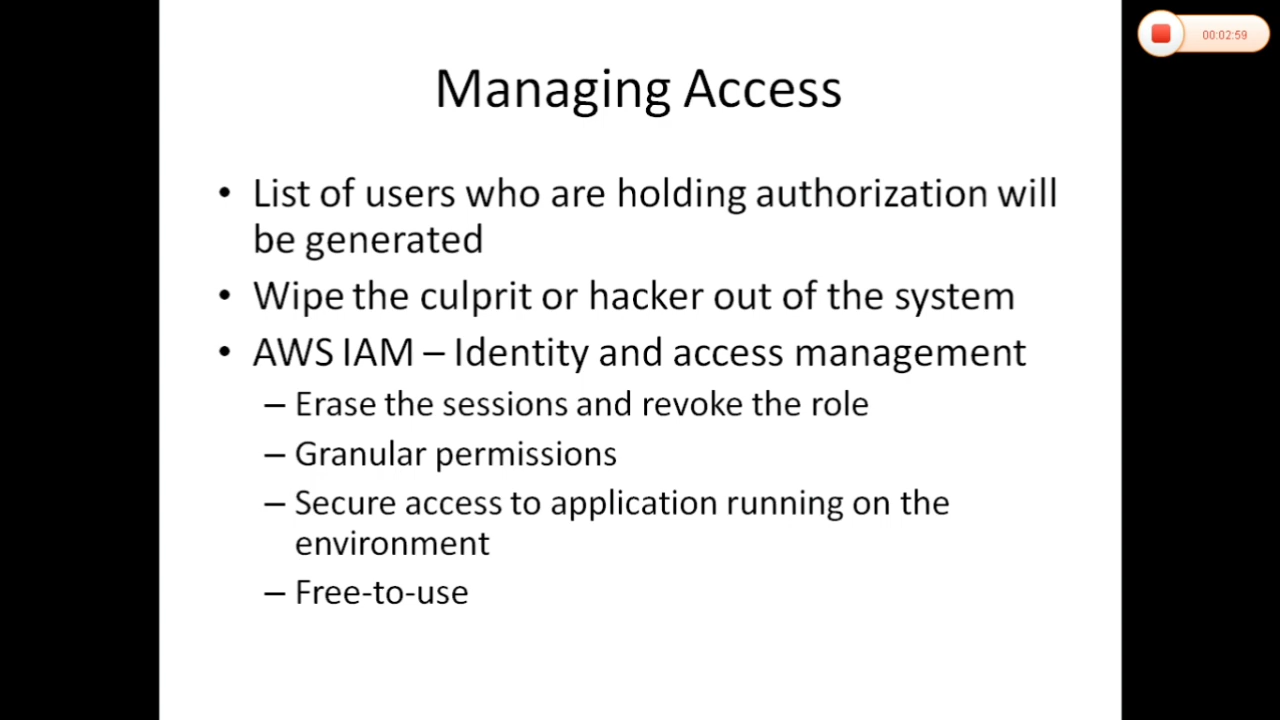 00:02:59
Managing Access
• List of users who are holding authorization will
be generated
• Wipe the culprit or hacker out of the system
• AWS IAM – Identity and access management
– Erase the sessions and revoke the role
– Granular permissions
– Secure access to application running on the
environment
– Free-to-use